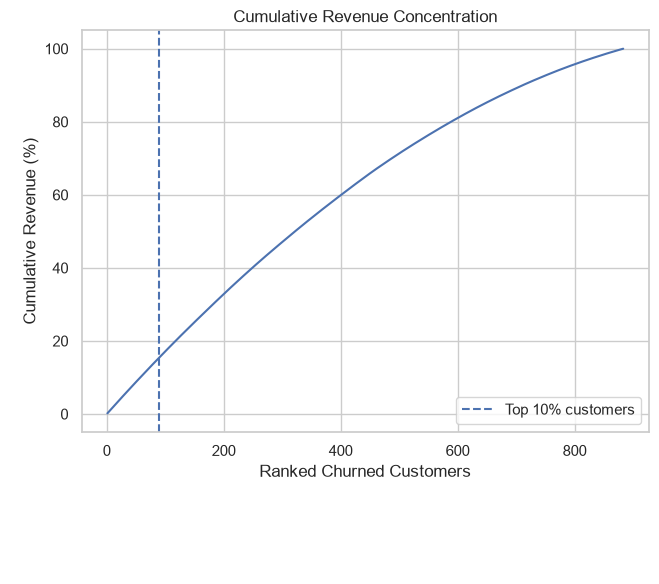 Cumulative Revenue Concentration
Cumulative Revenue (%)
100
80
60
40
20
0
Top 10% customers
0 200 400 600 800
Ranked Churned Customers